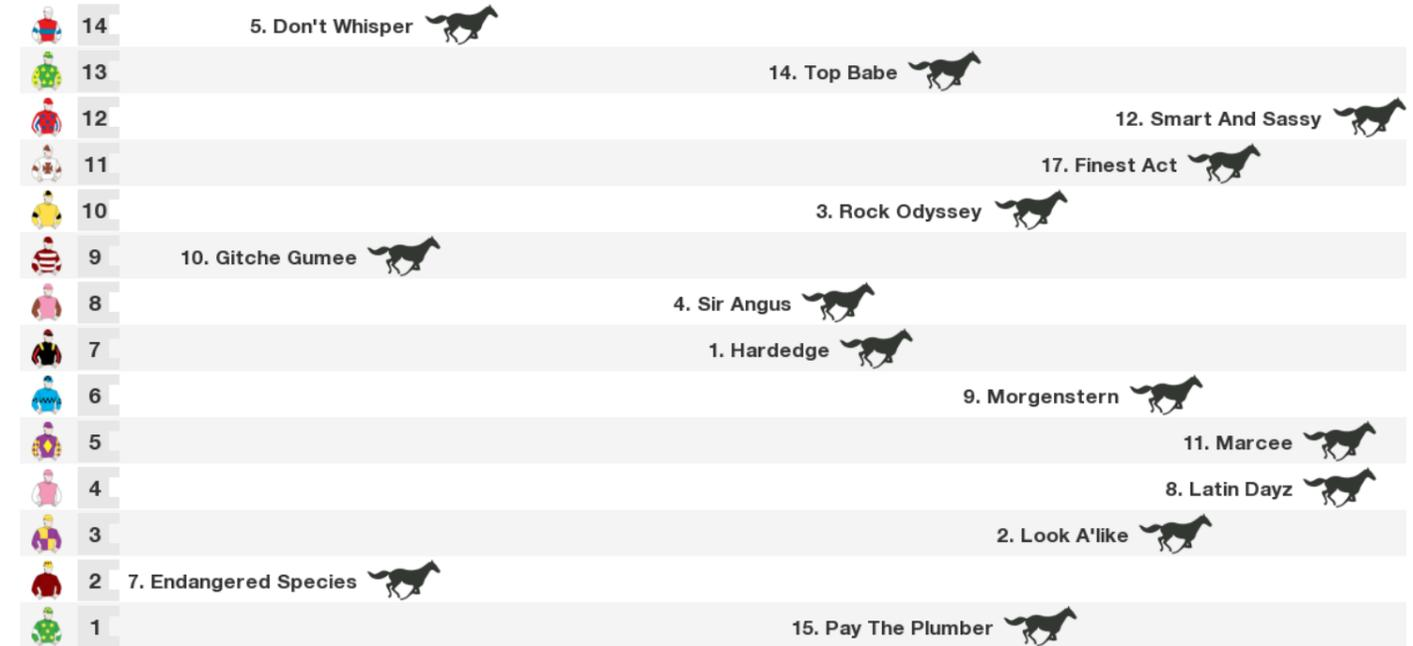 14 5. Don't Whisper
13 14. Top Babe
12 12. Smart And Sassy
11 17. Finest Act
10 3. Rock Odyssey
9 10. Gitche Gumee
8 4. Sir Angus
7 1. Hardedge
6 9. Morgenstern
5 11. Marcee
4 8. Latin Dayz
3 2. Look A'like
2 7. Endangered Species
1 15. Pay The Plumber